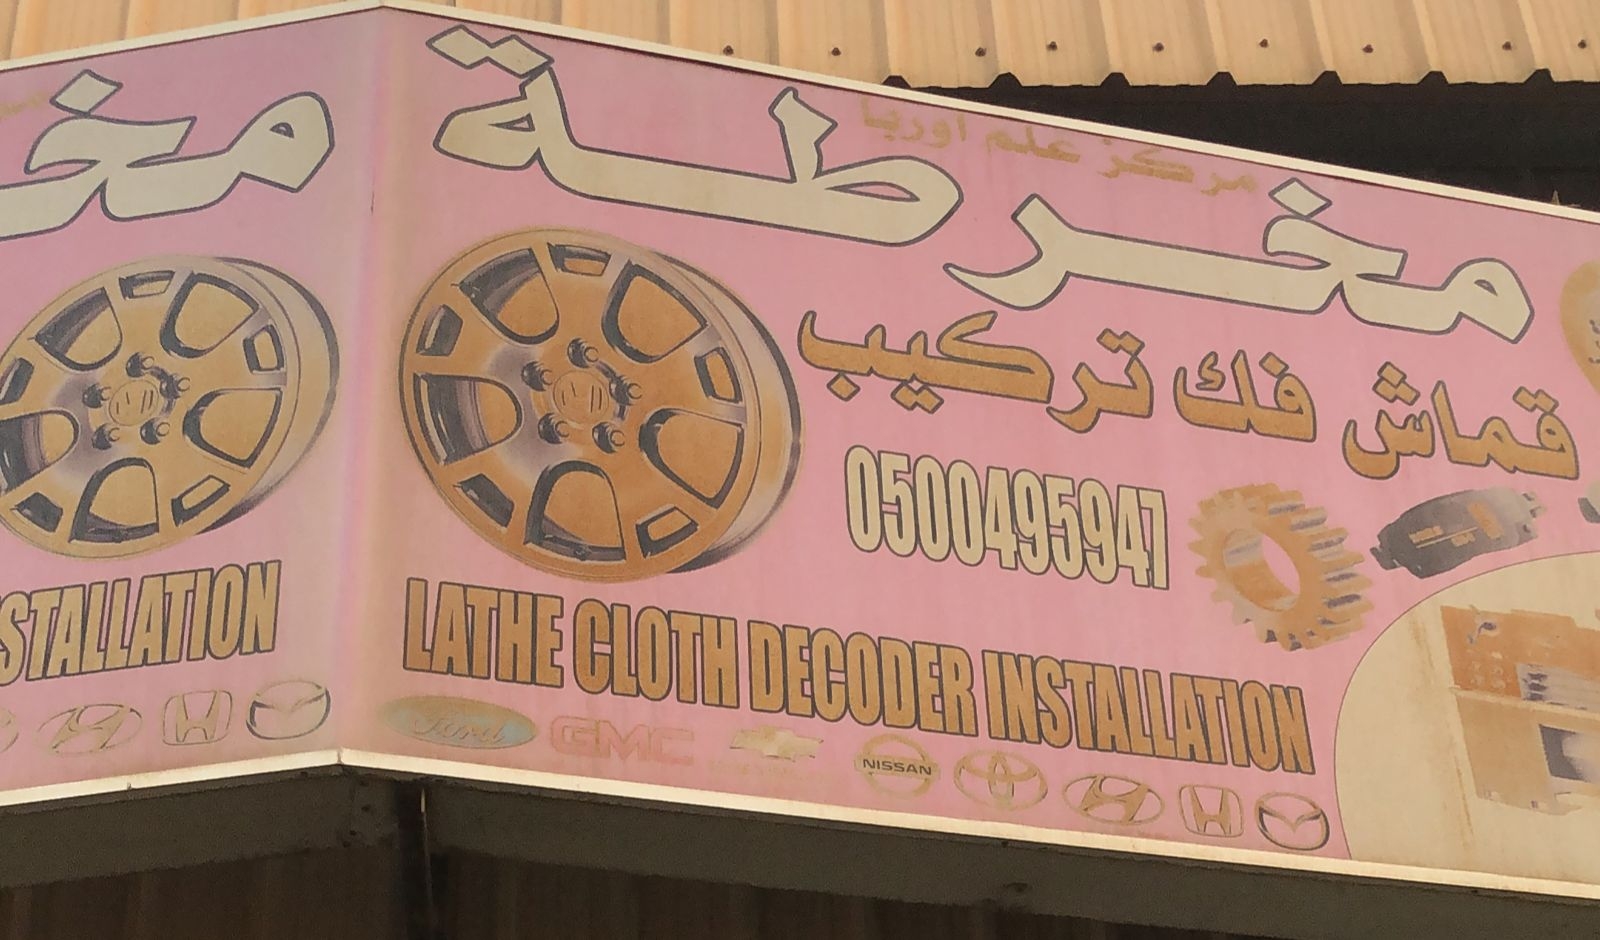 مركز علم اوربا
مخرطة
قماش فك تركيب
0500495947
LATHE CLOTH DECODER INSTALLATION
Ford GMC NISSAN